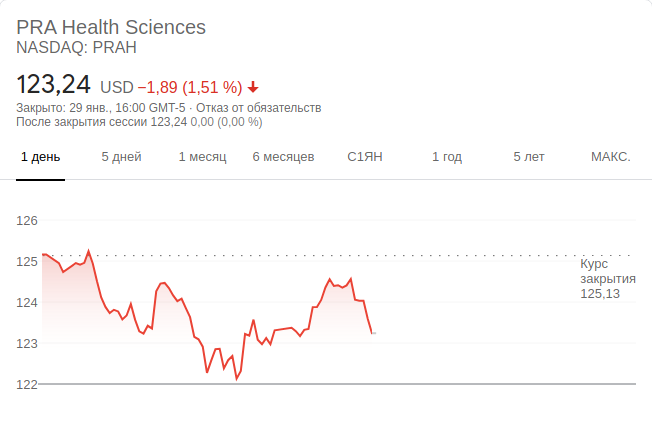 PRA Health Sciences
NASDAQ: PRAH
123,24 USD −1,89 (1,51 %)
Закрыто: 29 янв., 16:00 GMT-5 · Отказ от обязательств
После закрытия сессии 123,24 0,00 (0,00 %)
1 день 5 дней 1 месяц 6 месяцев С1ЯН 1 год 5 лет МАКС.
126
125
Курс
закрытия
125,13
124
123
122